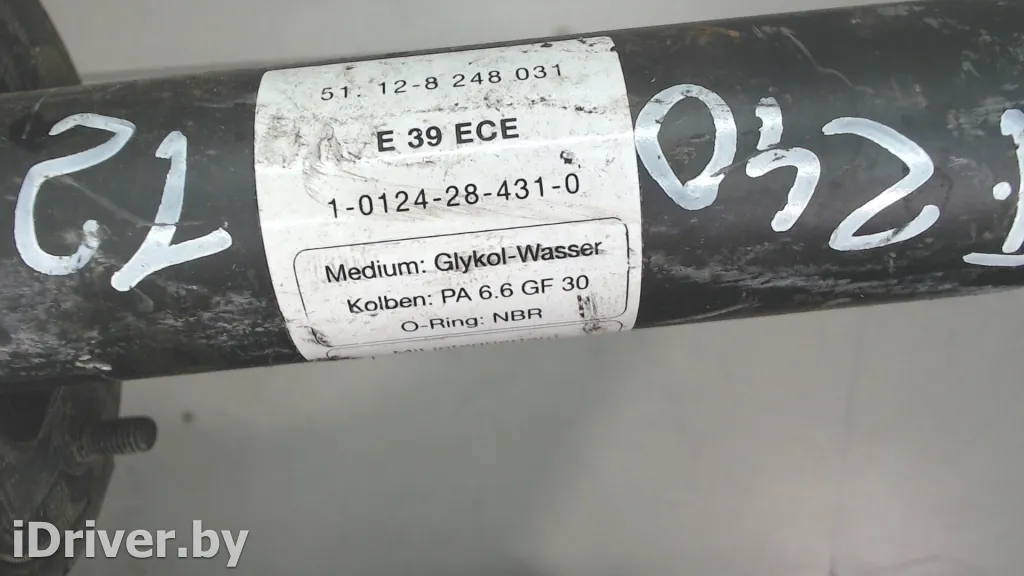 51. 12-8 248 031
E 39 ECE
1-0124-28-431-0
Medium: Glykol-Wasser
Kolben: PA 6.6 GF 30
O-Ring: NBR
iDriver.by